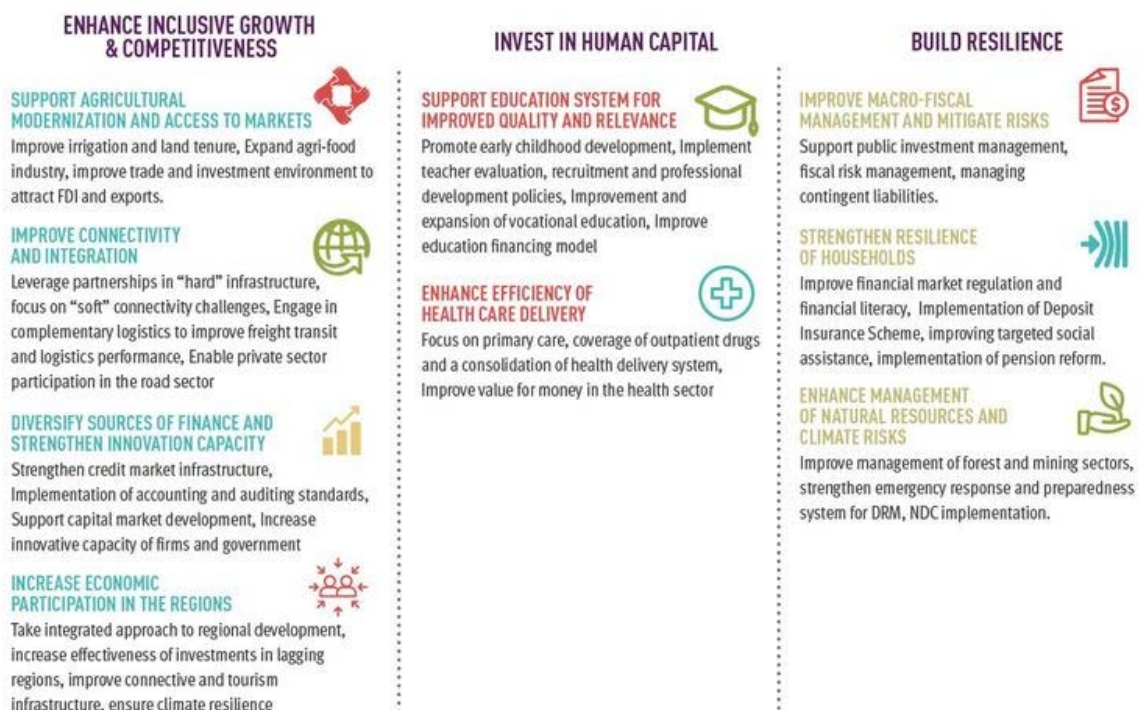 ENHANCE INCLUSIVE GROWTH
& COMPETITIVENESS
SUPPORT AGRICULTURAL
MODERNIZATION AND ACCESS TO MARKETS
Improve irrigation and land tenure, Expand agri-food
industry, improve trade and investment environment to
attract FDI and exports.
IMPROVE CONNECTIVITY
AND INTEGRATION
Leverage partnerships in “hard” infrastructure,
focus on “soft” connectivity challenges, Engage in
complementary logistics to improve freight transit
and logistics performance, Enable private sector
participation in the road sector
DIVERSIFY SOURCES OF FINANCE AND
STRENGTHEN INNOVATION CAPACITY
Strengthen credit market infrastructure,
Implementation of accounting and auditing standards,
Support capital market development, Increase
innovative capacity of firms and government
INCREASE ECONOMIC
PARTICIPATION IN THE REGIONS
Take integrated approach to regional development,
increase effectiveness of investments in lagging
regions, improve connective and tourism
infrastructure, ensure climate resilience
INVEST IN HUMAN CAPITAL
SUPPORT EDUCATION SYSTEM FOR
IMPROVED QUALITY AND RELEVANCE
Promote early childhood development, Implement
teacher evaluation, recruitment and professional
development policies, Improvement and
expansion of vocational education, Improve
education financing model
ENHANCE EFFICIENCY OF
HEALTH CARE DELIVERY
Focus on primary care, coverage of outpatient drugs
and a consolidation of health delivery system,
Improve value for money in the health sector
BUILD RESILIENCE
IMPROVE MACRO-FISCAL
MANAGEMENT AND MITIGATE RISKS
Support public investment management,
fiscal risk management, managing
contingent liabilities.
STRENGTHEN RESILIENCE
OF HOUSEHOLDS
Improve financial market regulation and
financial literacy, Implementation of Deposit
Insurance Scheme, improving targeted social
assistance, implementation of pension reform.
ENHANCE MANAGEMENT
OF NATURAL RESOURCES AND
CLIMATE RISKS
Improve management of forest and mining sectors,
strengthen emergency response and preparedness
system for DRM, NDC implementation.